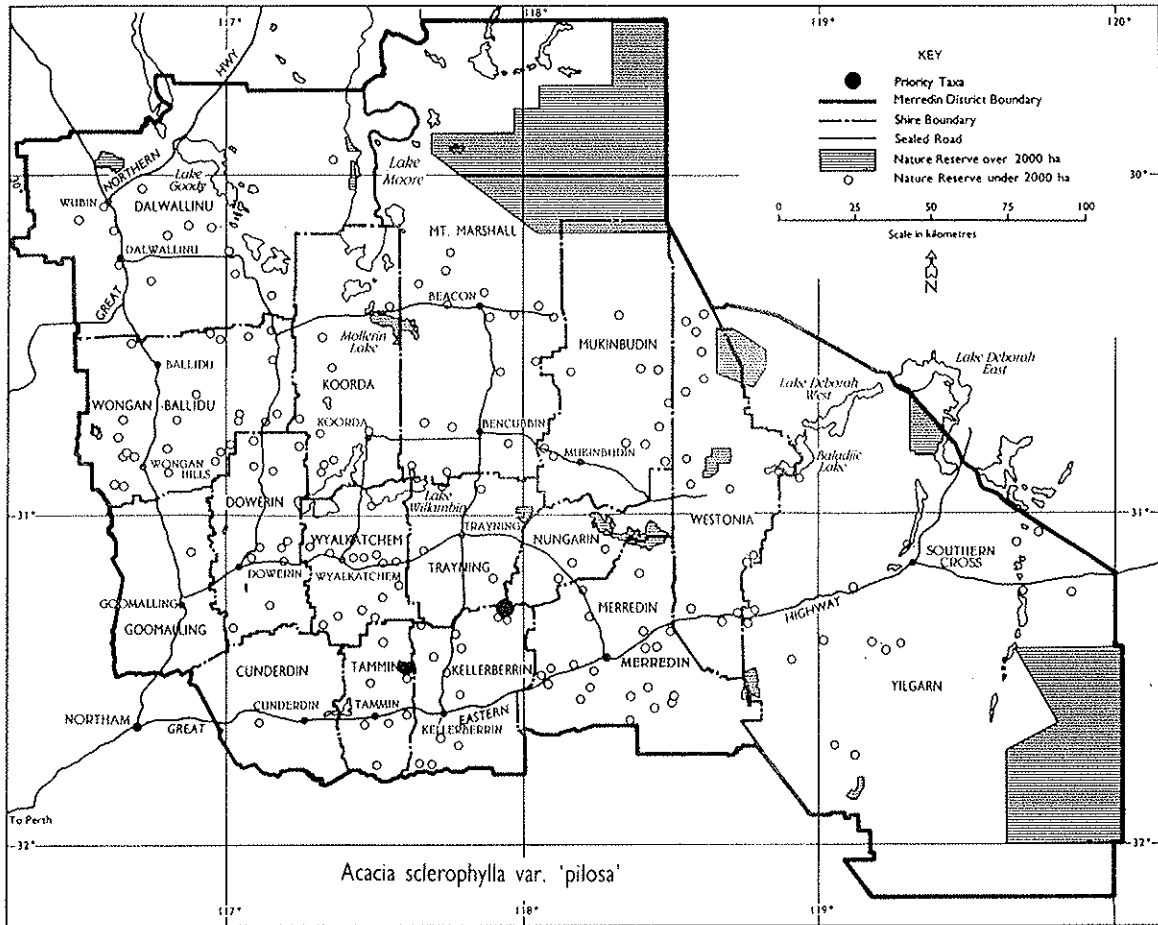 117°
118°
119°
120°
KEY
Priority Taxa
Merredin District Boundary
Shire Boundary
Sealed Road
Nature Reserve over 2000 ha
Nature Reserve under 2000 ha
0 25 50 75 100
Scale in kilometres
N
HWY
NORTHERN
GREAT
30°
30°
Lake Goody
Lake Moore
WUBIN
DALWALLINU
DALWALLINU
MT. MARSHALL
BEACON
Mollerin Lake
MUKINBUDIN
BALLIDU
KOORDA
Lake Deborah East
Lake Deborah West
WONGAN - BALLIDU
KOORDA
BENCUBBIN
MUKINBUDIN
Baladjie Lake
WONGAN HILLS
DOWERIN
Lake Wilkambin
WESTONIA
31°
31°
TRAYNING
NUNGARIN
WYALKATCHEM
SOUTHERN CROSS
DOWERIN
WYALKATCHEM
TRAYNING
MERREDIN
HIGHWAY
GOOMALLING
GOOMALLING
CUNDERDIN
TAMMIN
KELLERBERRIN
MERREDIN
YILGARN
NORTHAM
GREAT
CUNDERDIN
TAMMIN
EASTERN
KELLERBERRIN
To Perth
32°
32°
Acacia sclerophylla var. 'pilosa'
117°
118°
119°
120°